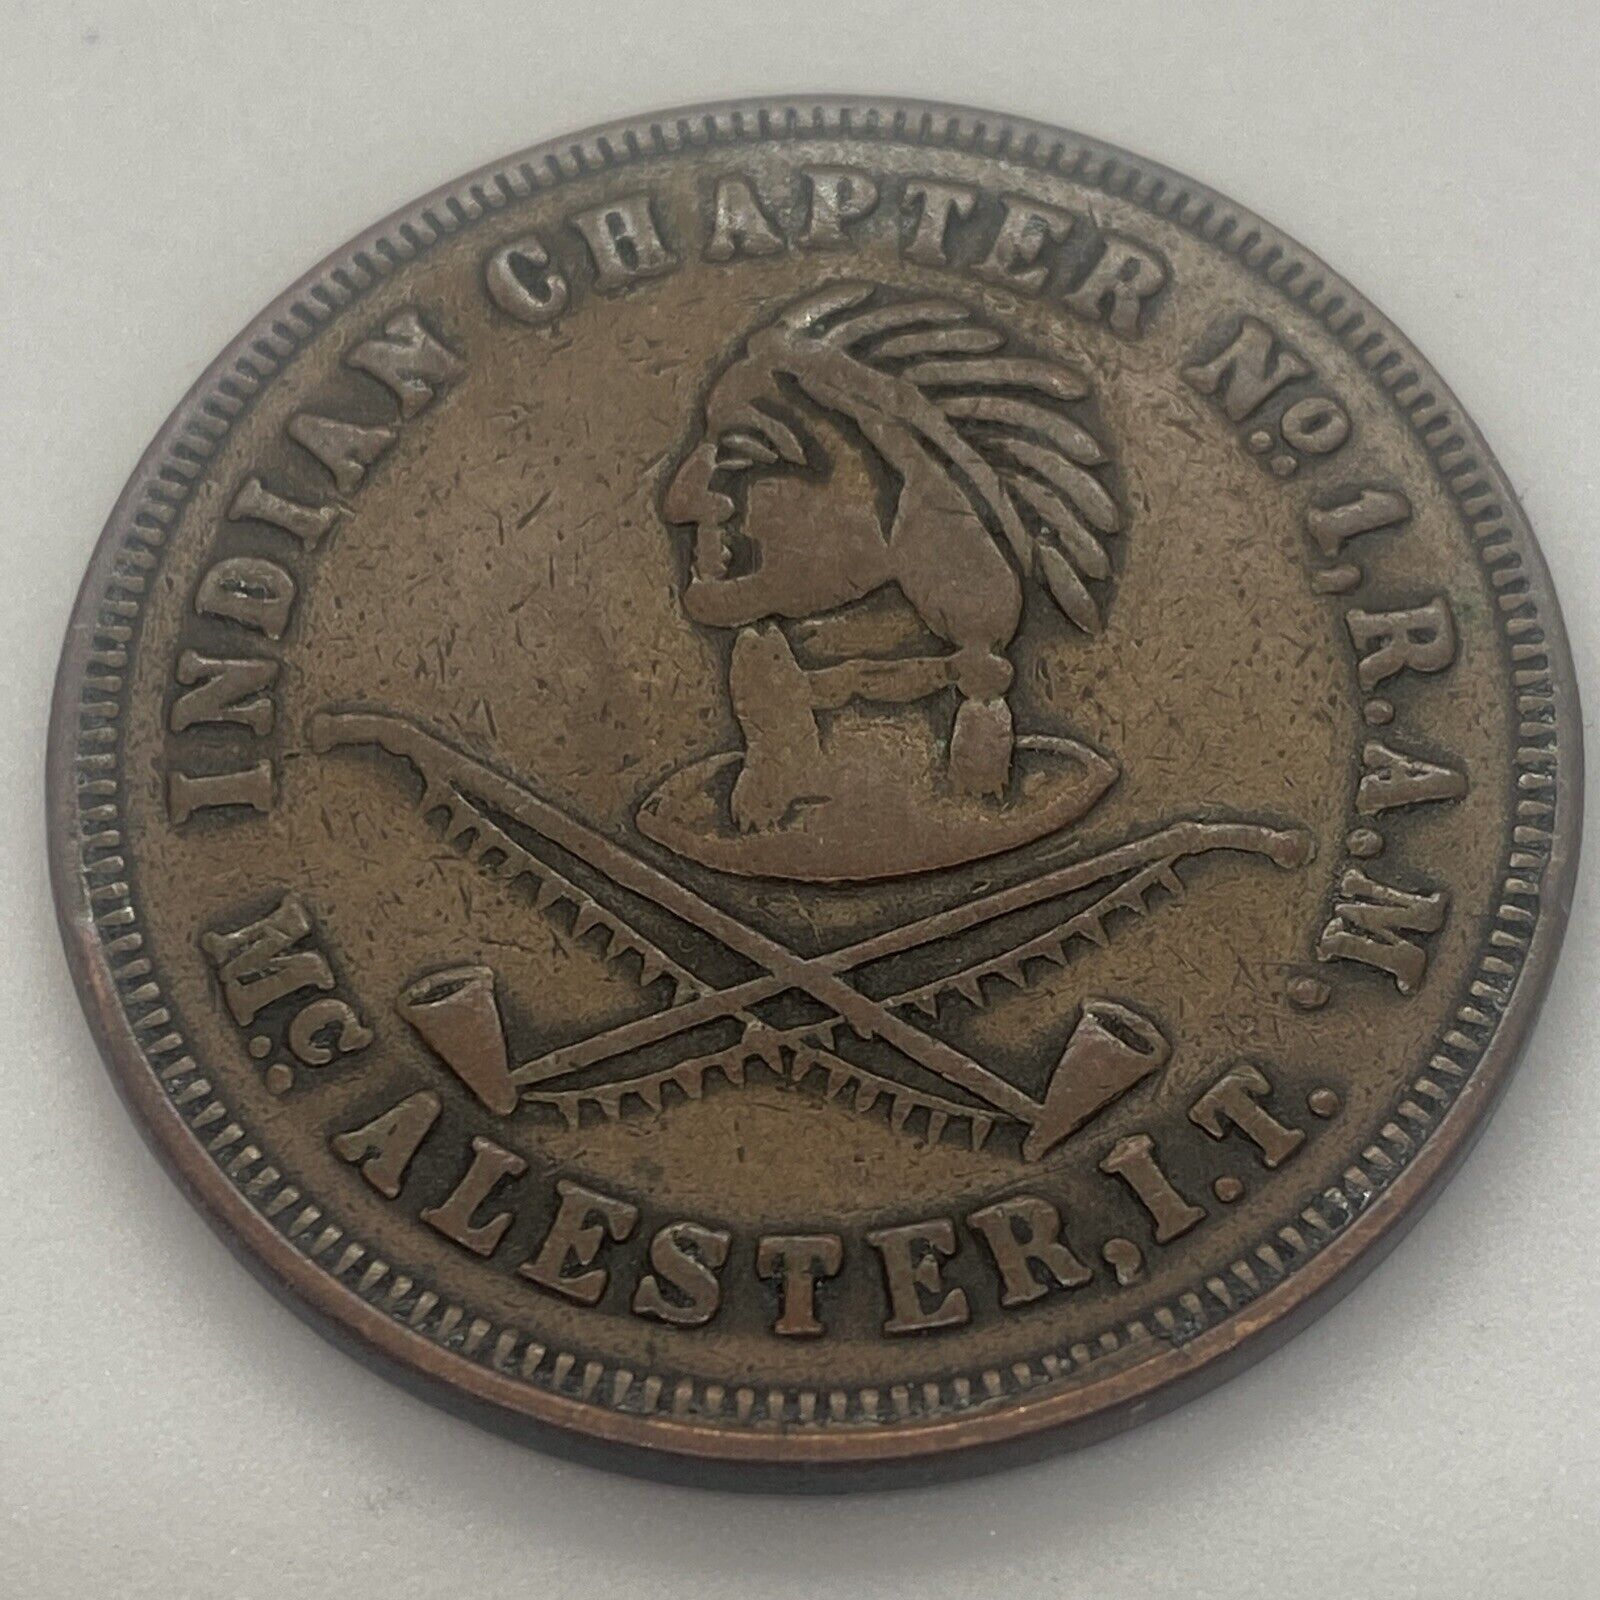 INDIAN CHAPTER No. 1, R.A.M.
Mc. ALESTER, I.T.